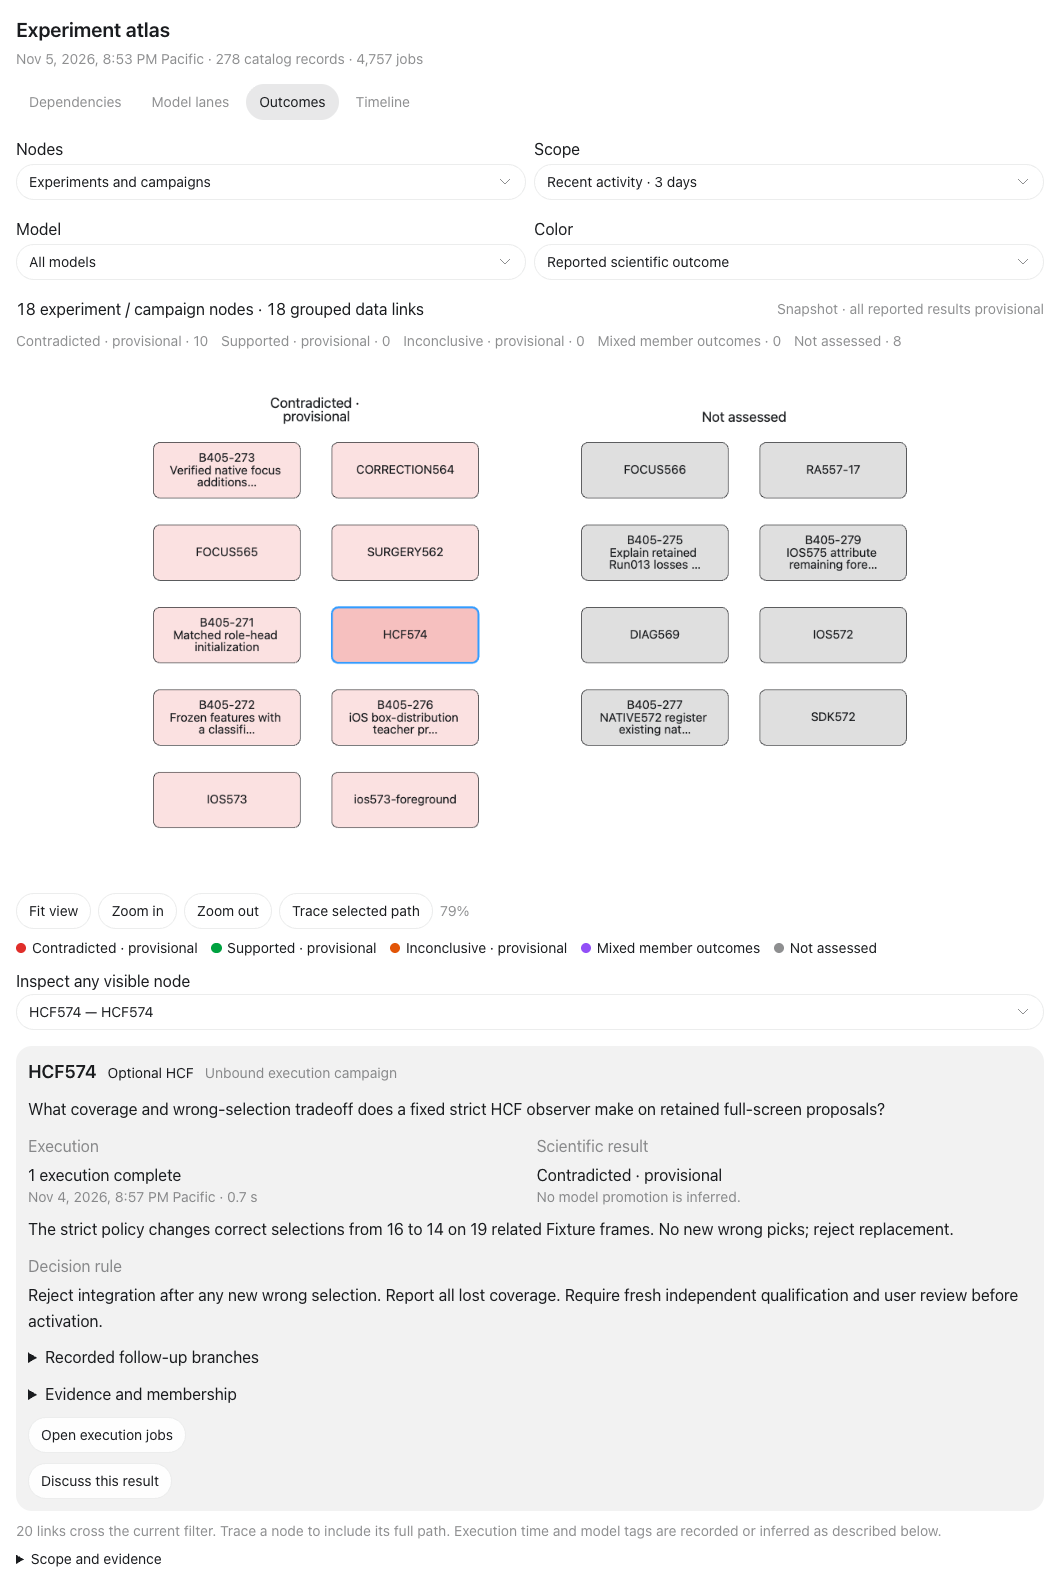 Experiment atlas
Nov 5, 2026, 8:53 PM Pacific · 278 catalog records · 4,757 jobs
Dependencies Model lanes Outcomes Timeline
Nodes Scope
Experiments and campaigns Recent activity · 3 days
Model Color
All models Reported scientific outcome
18 experiment / campaign nodes · 18 grouped data links Snapshot · all reported results provisional
Contradicted · provisional · 10 Supported · provisional · 0 Inconclusive · provisional · 0 Mixed member outcomes · 0 Not assessed · 8
Contradicted ·
provisional
B405-273
Verified native focus
additions...
CORRECTION564
FOCUS565
SURGERY562
B405-271
Matched role-head
initialization
HCF574
B405-272
Frozen features with
a classifi...
B405-276
iOS box-distribution
teacher pr...
IOS573
ios573-foreground
Not assessed
FOCUS566
RA557-17
B405-275
Explain retained
Run013 losses ...
B405-279
IOS575 attribute
remaining fore...
DIAG569
IOS572
B405-277
NATIVE572 register
existing nat...
SDK572
Fit view Zoom in Zoom out Trace selected path 79%
Contradicted · provisional Supported · provisional Inconclusive · provisional Mixed member outcomes Not assessed
Inspect any visible node
HCF574 — HCF574
HCF574 Optional HCF Unbound execution campaign
What coverage and wrong-selection tradeoff does a fixed strict HCF observer make on retained full-screen proposals?
Execution Scientific result
1 execution complete Contradicted · provisional
Nov 4, 2026, 8:57 PM Pacific · 0.7 s No model promotion is inferred.
The strict policy changes correct selections from 16 to 14 on 19 related Fixture frames. No new wrong picks; reject replacement.
Decision rule
Reject integration after any new wrong selection. Report all lost coverage. Require fresh independent qualification and user review before
activation.
Recorded follow-up branches
Evidence and membership
Open execution jobs
Discuss this result
20 links cross the current filter. Trace a node to include its full path. Execution time and model tags are recorded or inferred as described below.
Scope and evidence